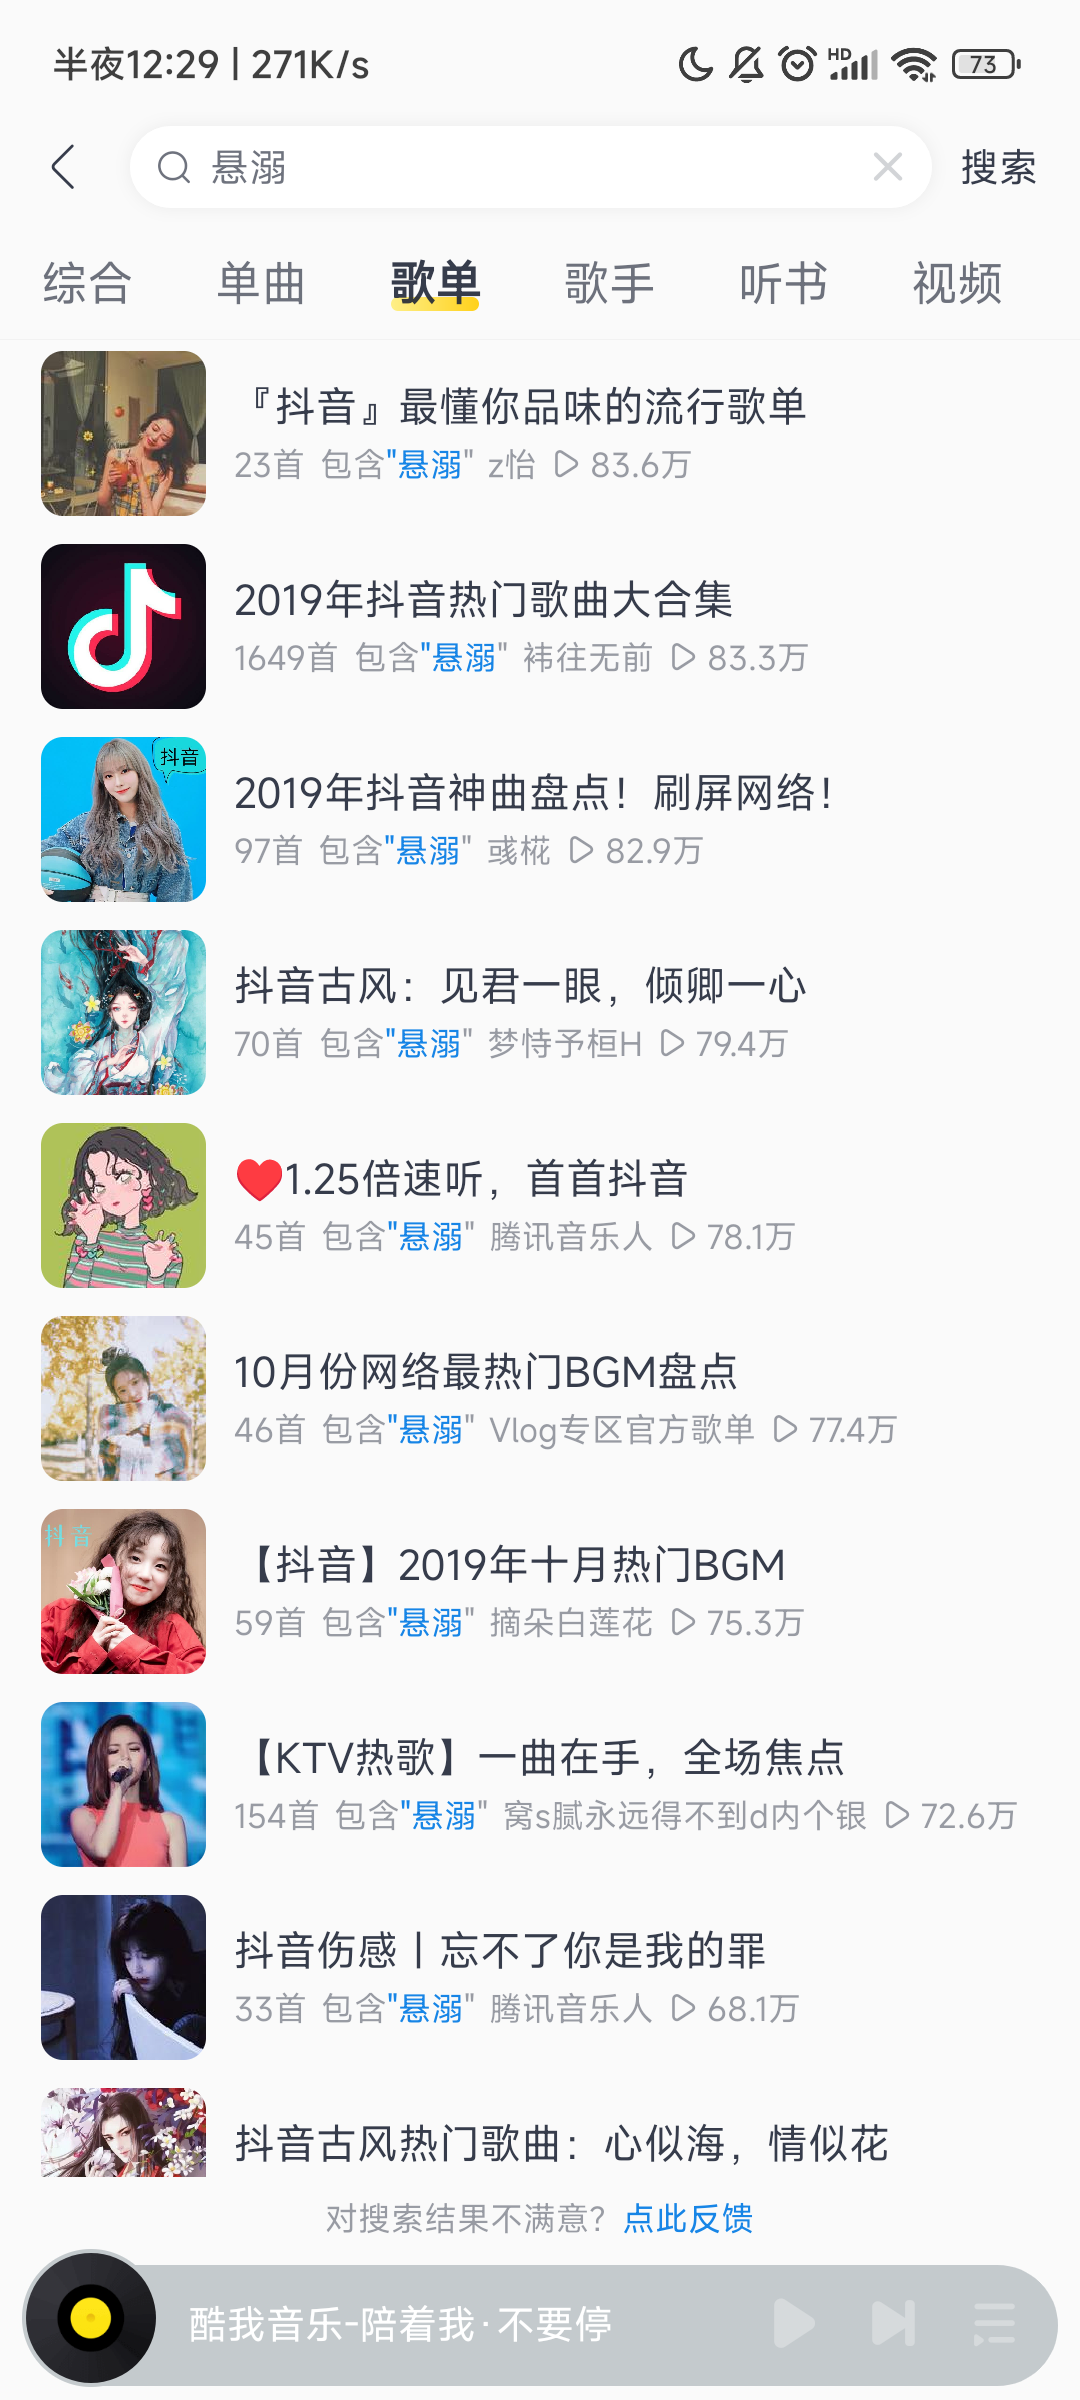 半夜12:29 | 271K/s
HD
73
悬溺
搜索
综合 单曲 歌单 歌手 听书 视频
『抖音』最懂你品味的流行歌单
23首 包含"悬溺" z怡 83.6万
2019年抖音热门歌曲大合集
1649首 包含"悬溺" 祎往无前 83.3万
抖音
2019年抖音神曲盘点！刷屏网络！
97首 包含"悬溺" 彧椛 82.9万
抖音古风：见君一眼，倾卿一心
70首 包含"悬溺" 梦恃予桓H 79.4万
❤️1.25倍速听，首首抖音
45首 包含"悬溺" 腾讯音乐人 78.1万
10月份网络最热门BGM盘点
46首 包含"悬溺" Vlog专区官方歌单 77.4万
抖音
【抖音】2019年十月热门BGM
59首 包含"悬溺" 摘朵白莲花 75.3万
【KTV热歌】一曲在手，全场焦点
154首 包含"悬溺" 窝s腻永远得不到d内个银 72.6万
抖音伤感丨忘不了你是我的罪
33首 包含"悬溺" 腾讯音乐人 68.1万
抖音古风热门歌曲：心似海，情似花
对搜索结果不满意？点此反馈
酷我音乐-陪着我·不要停